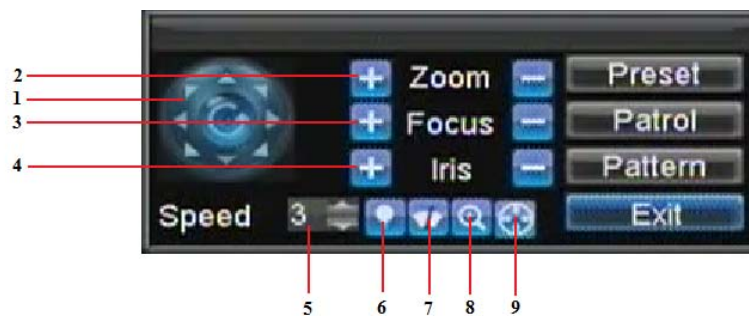 2 Zoom Preset
1
3 Focus Patrol
4 Iris Pattern
Speed 3 Exit
5 6 7 8 9